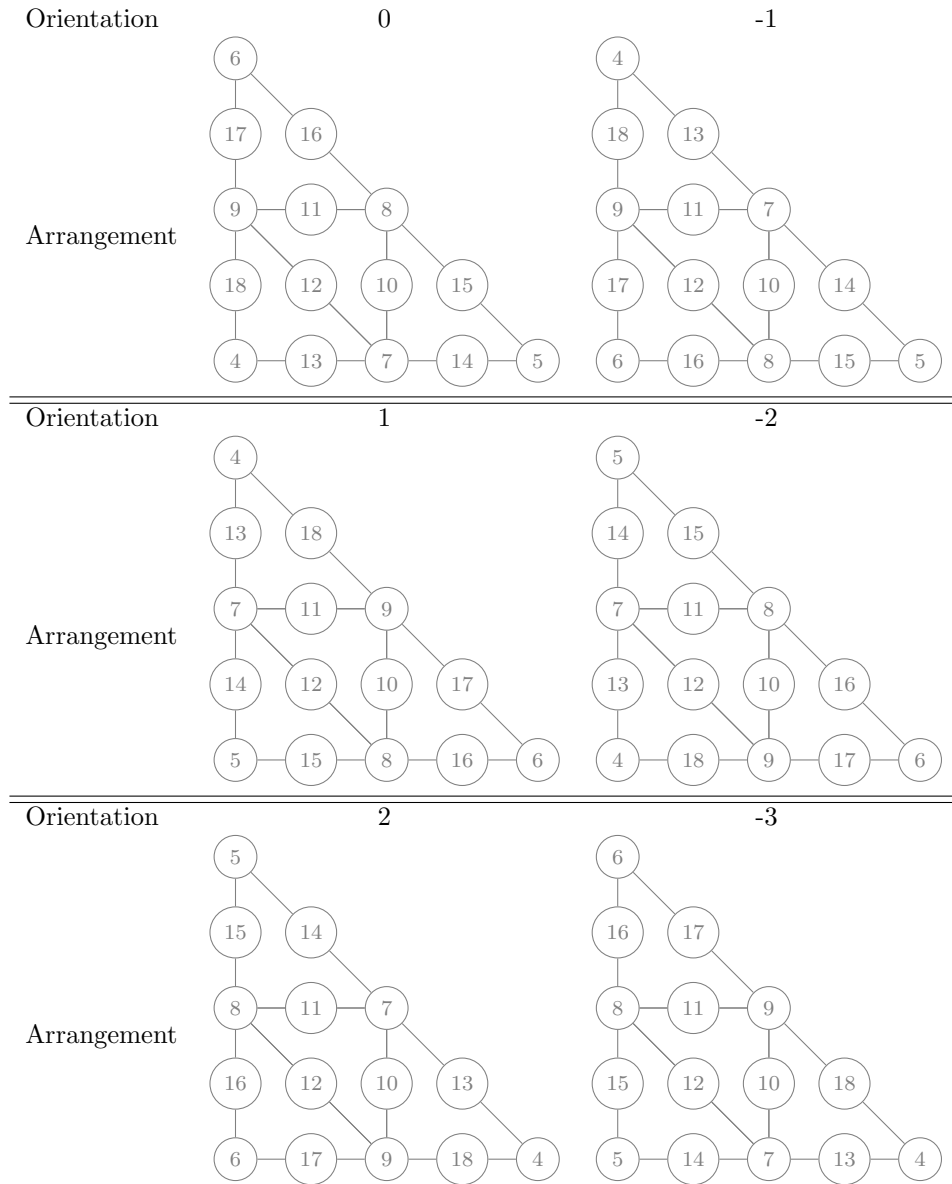 Orientation 0 -1
6 4
17 16 18 13
Arrangement
9 11 8 9 11 7
18 12 10 15 17 12 10 14
4 13 7 14 5 6 16 8 15 5
Orientation 1 -2
4 5
13 18 14 15
Arrangement
7 11 9 7 11 8
14 12 10 17 13 12 10 16
5 15 8 16 6 4 18 9 17 6
Orientation 2 -3
5 6
15 14 16 17
Arrangement
8 11 7 8 11 9
16 12 10 13 15 12 10 18
6 17 9 18 4 5 14 7 13 4